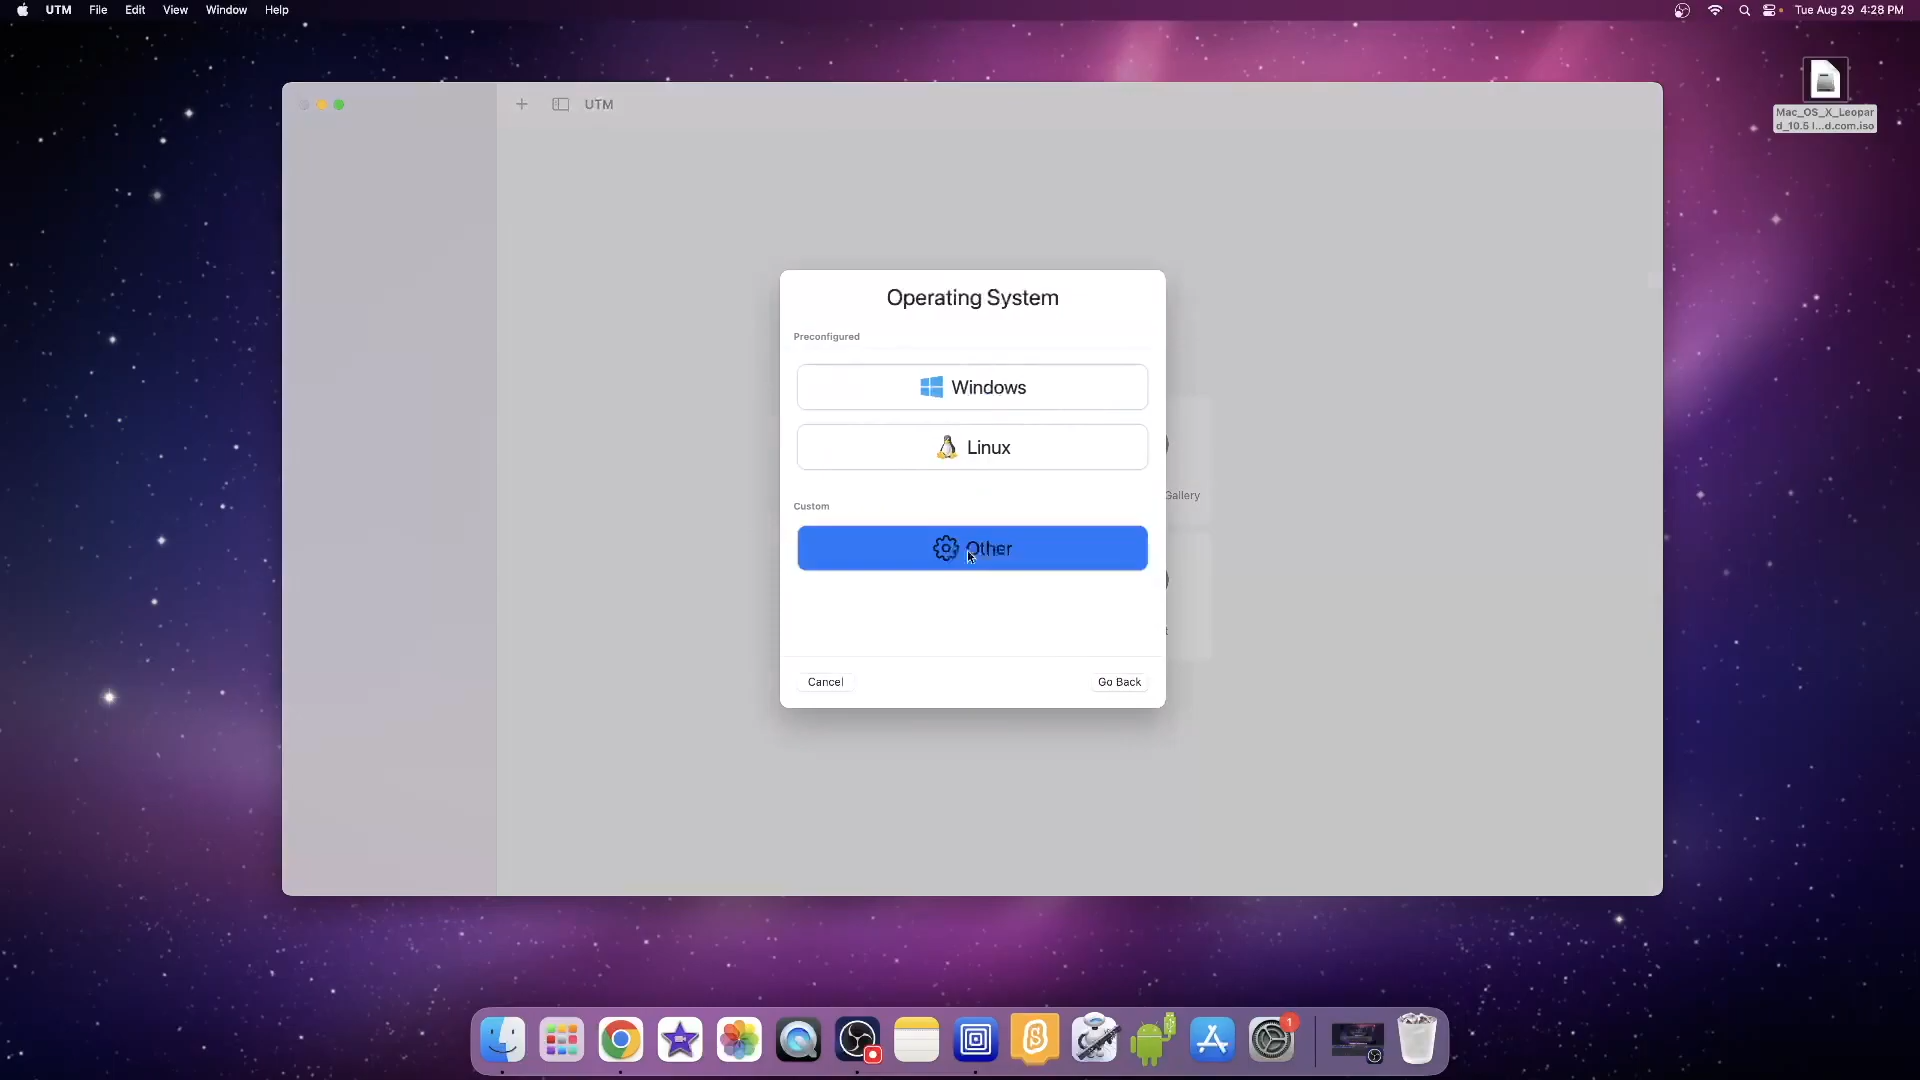 UTM File Edit View Window Help
Tue Aug 29 4:28 PM
Mac_OS_X_Leopar
d_10.5 l...d.com.iso
UTM
Operating System
Preconfigured
Windows
Linux
Custom
Other
Gallery
Cancel
Go Back
1